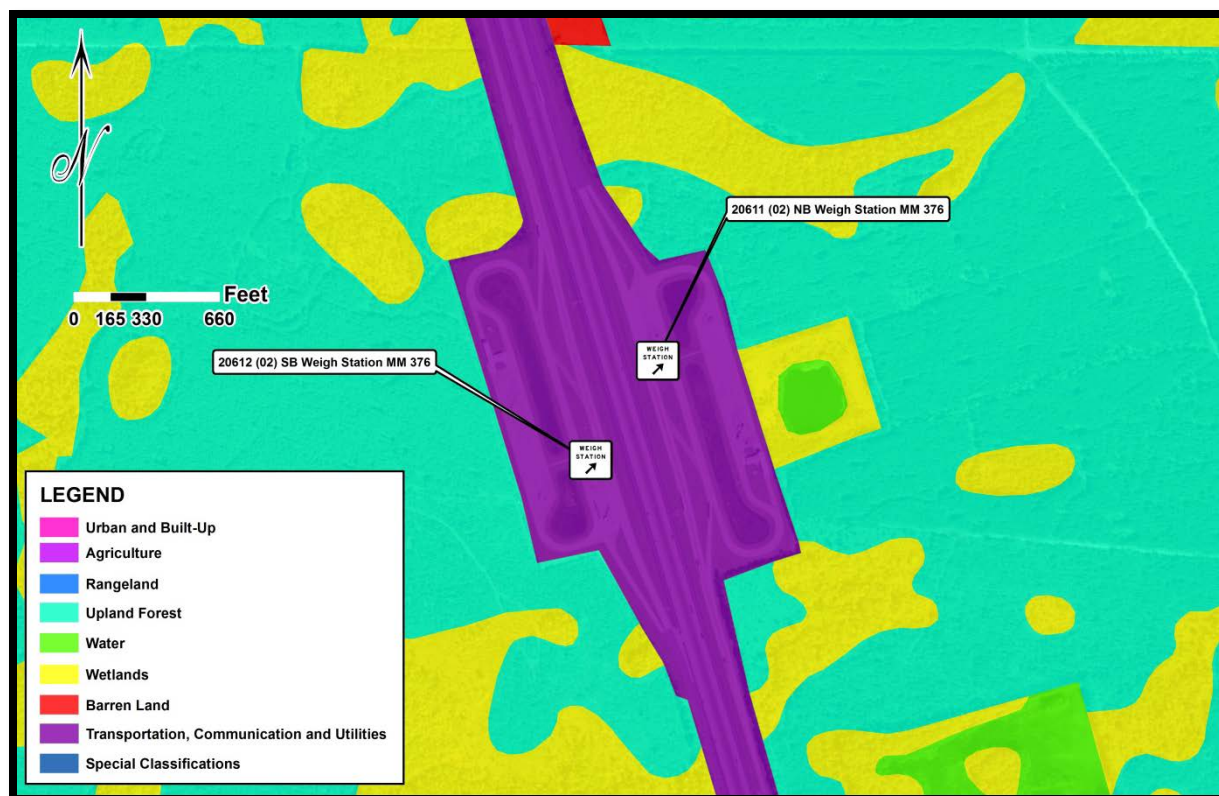 N
20611 (02) NB Weigh Station MM 376
Feet
0 165 330 660
WEIGH
STATION
20612 (02) SB Weigh Station MM 376
WEIGH
STATION
LEGEND
Urban and Built-Up
Agriculture
Rangeland
Upland Forest
Water
Wetlands
Barren Land
Transportation, Communication and Utilities
Special Classifications